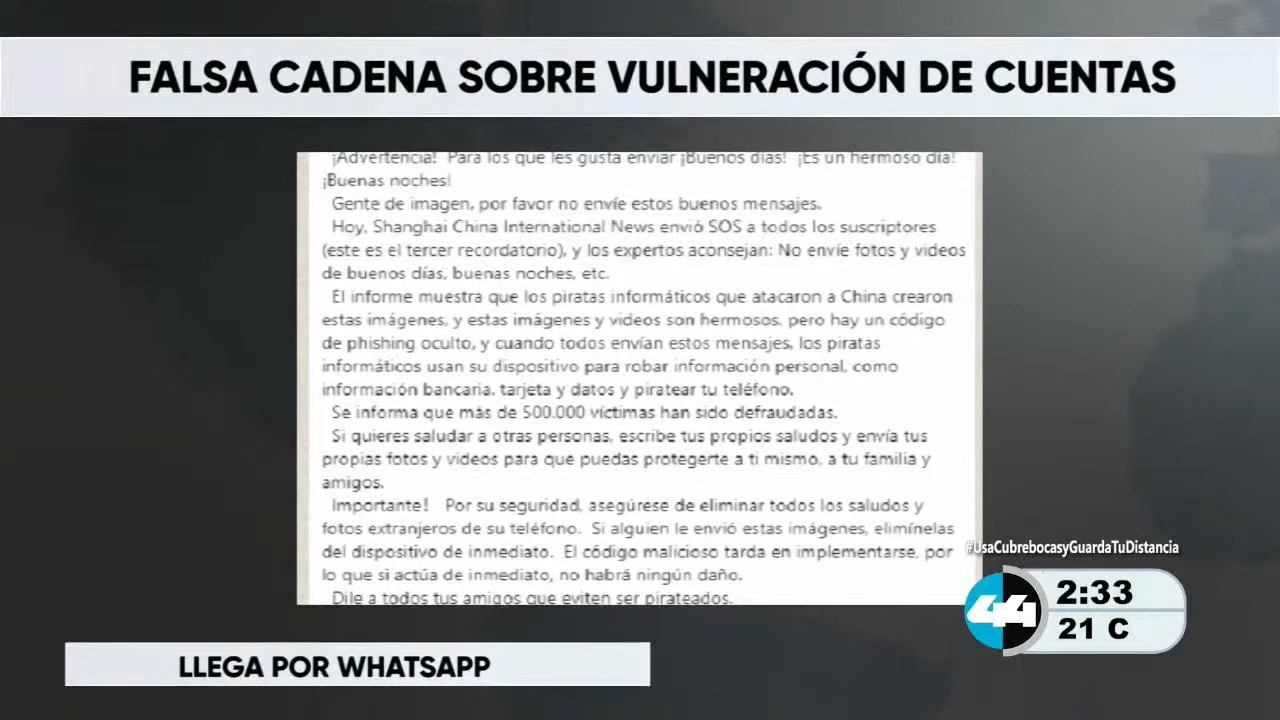 FALSA CADENA SOBRE VULNERACIÓN DE CUENTAS
¡Advertencia! Para los que les gusta enviar ¡Buenos días! ¡Es un hermoso día!
¡Buenas noches!
Gente de imagen, por favor no envíe estos buenos mensajes.
Hoy, Shanghai China International News envió SOS a todos los suscriptores
(este es el tercer recordatorio), y los expertos aconsejan: No envíe fotos y videos
de buenos días, buenas noches, etc.
El informe muestra que los piratas informáticos que atacaron a China crearon
estas imágenes, y estas imágenes y videos son hermosos, pero hay un código
de phishing oculto, y cuando todos envían estos mensajes, los piratas
informáticos usan su dispositivo para robar información personal, como
información bancaria, tarjeta y datos y piratear tu teléfono.
Se informa que más de 500.000 víctimas han sido defraudadas.
Si quieres saludar a otras personas, escribe tus propios saludos y envía tus
propias fotos y videos para que puedas protegerte a ti mismo, a tu familia y
amigos.
Importante! Por su seguridad, asegúrese de eliminar todos los saludos y
fotos extranjeros de su teléfono. Si alguien le envió estas imágenes, elimínelas
del dispositivo de inmediato. El código malicioso tarda en implementarse, por
lo que si actúa de inmediato, no habrá ningún daño.
Dile a todos tus amigos que eviten ser pirateados.
#UsaCubrebocasyGuardaTuDistancia
44
2:33
21 C
LLEGA POR WHATSAPP